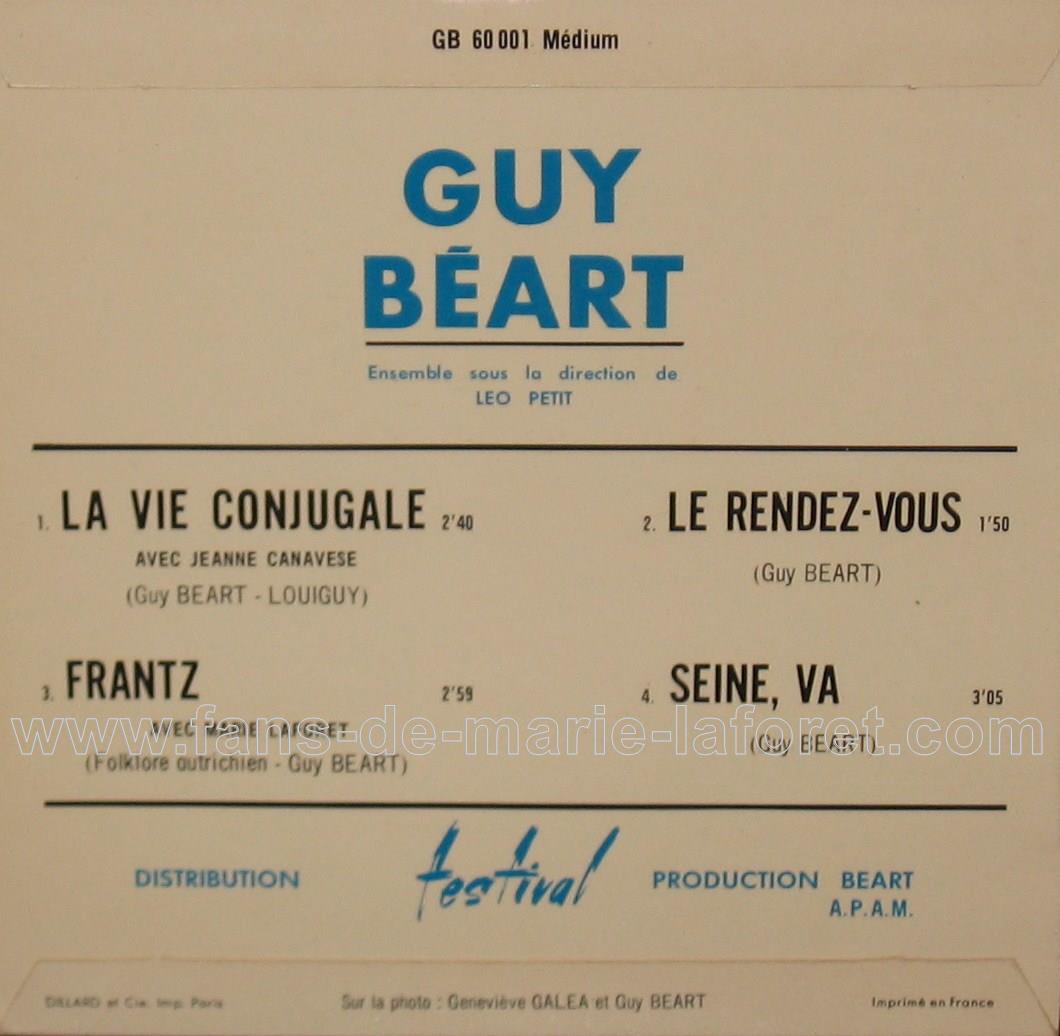 GB 60 001 Médium
GUY
BÉART
Ensemble sous la direction de
LEO PETIT
1. LA VIE CONJUGALE 2'40
AVEC JEANNE CANAVESE
(Guy BEART - LOUIGUY)
2. LE RENDEZ-VOUS 1'50
(Guy BEART)
3. FRANTZ 2'59
AVEC MARIE LAFORET
(Folklore autrichien - Guy BEART)
4. SEINE, VA 3'05
(Guy BEART)
www.fans-de-marie-laforet.com
DISTRIBUTION festival PRODUCTION BEART
A.P.A.M.
DILLARD et Cie. Imp. Paris Sur la photo : Geneviève GALEA et Guy BEART Imprimé en France